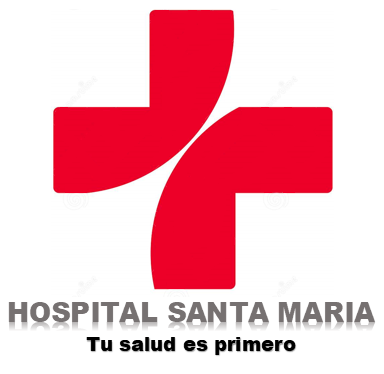 HOSPITAL SANTA MARIA
Tu salud es primero